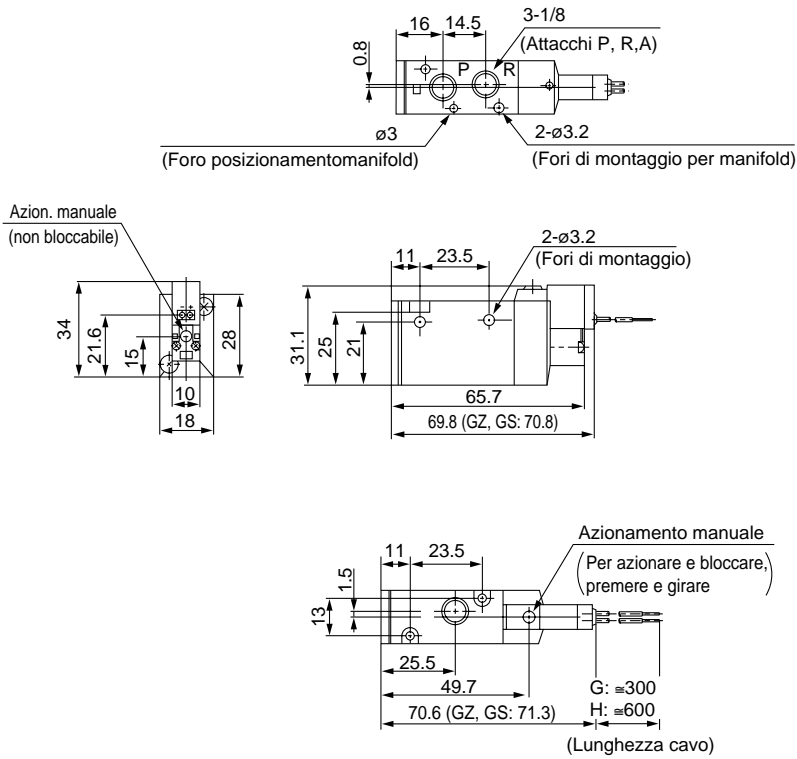 16
14.5
3-1/8
(Attacchi P, R,A)
0.8
P
R
ø3
2-ø3.2
(Foro posizionamentomanifold)
(Fori di montaggio per manifold)
Azion. manuale
(non bloccabile)
- +
34
21.6
15
28
10
18
11
23.5
2-ø3.2
(Fori di montaggio)
31.1
25
21
65.7
69.8 (GZ, GS: 70.8)
Azionamento manuale
(Per azionare e bloccare,
premere e girare)
11
23.5
1.5
13
25.5
49.7
70.6 (GZ, GS: 71.3)
G: ≅300
H: ≅600
(Lunghezza cavo)